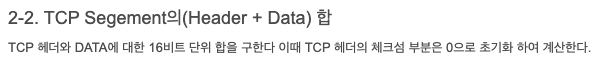 2-2. TCP Segement의(Header + Data) 합
TCP 헤더와 DATA에 대한 16비트 단위 합을 구한다 이때 TCP 헤더의 체크섬 부분은 0으로 초기화 하여 계산한다.